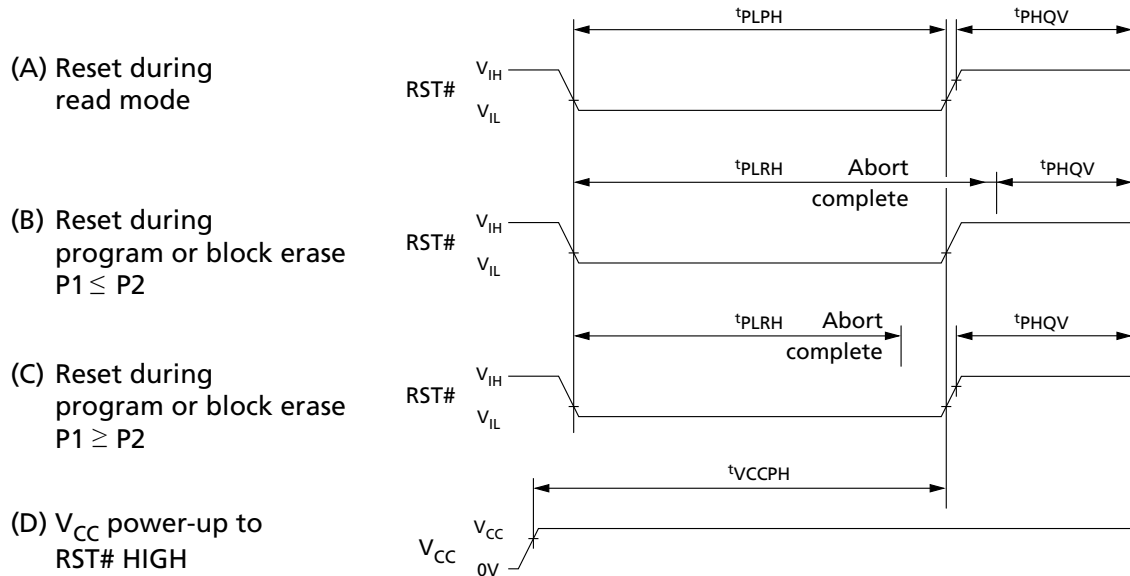 tPLPH
tPHQV
(A) Reset during
read mode
RST#
VIH
VIL
tPLRH
Abort
complete
tPHQV
(B) Reset during
program or block erase
P1 ≤ P2
RST#
VIH
VIL
tPLRH
Abort
complete
tPHQV
(C) Reset during
program or block erase
P1 ≥ P2
RST#
VIH
VIL
tVCCPH
(D) VCC power-up to
RST# HIGH
VCC
VCC
0V